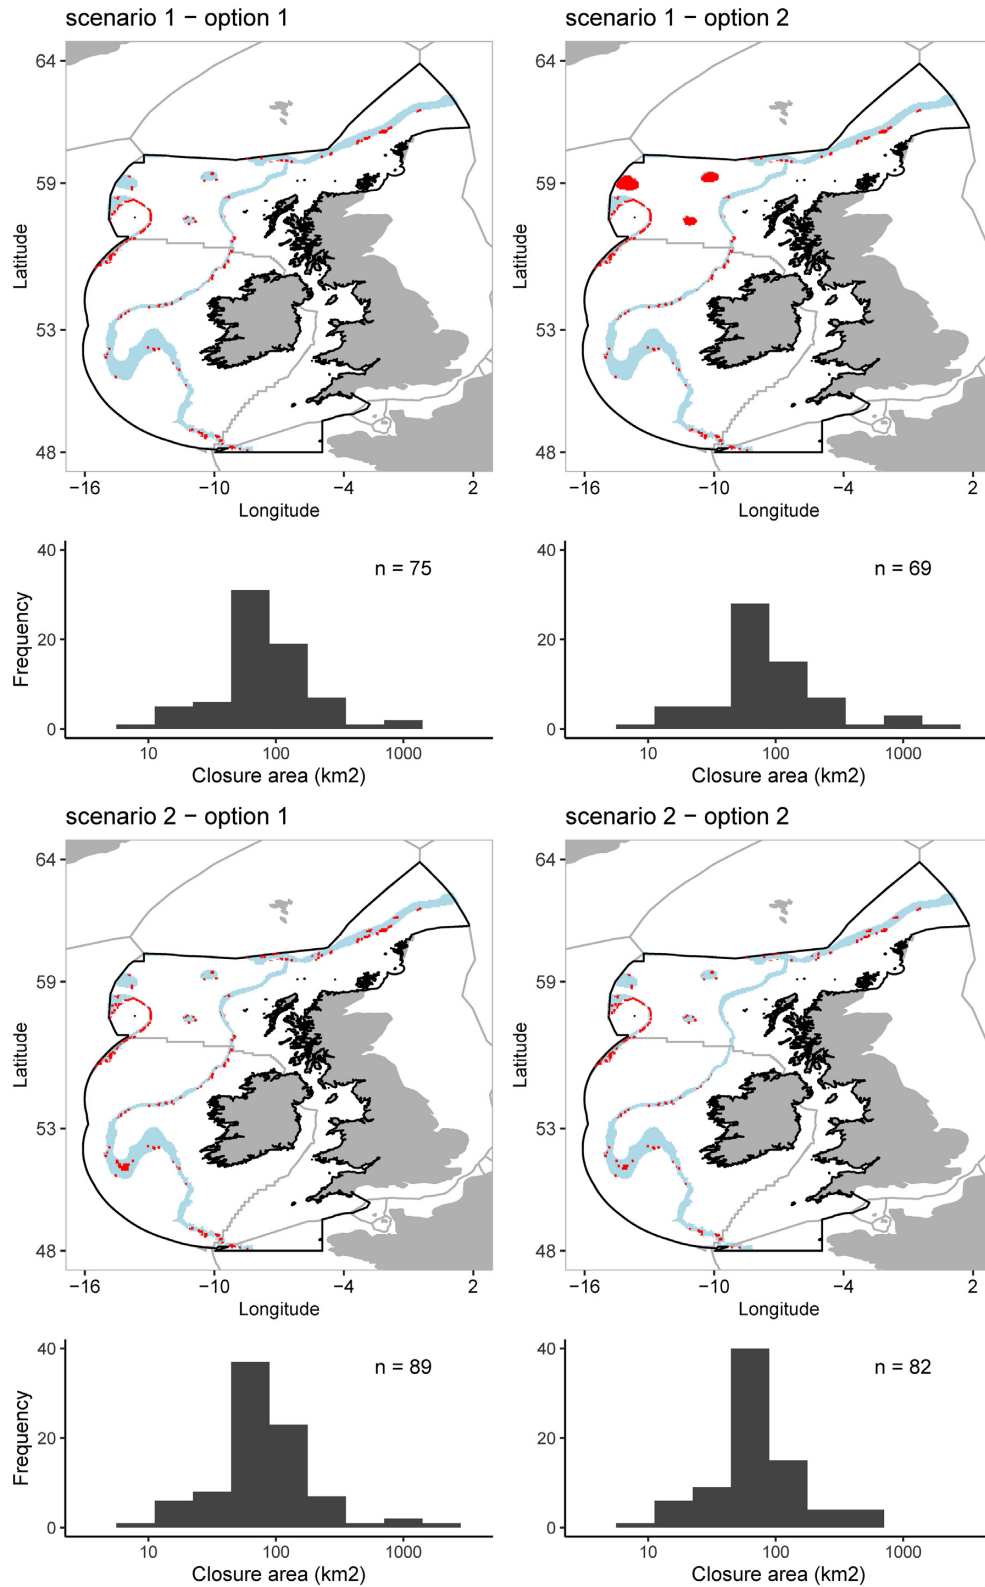 scenario 1 − option 1
64
59
53
48
Latitude
−16
−10
−4
2
Longitude
scenario 1 − option 2
64
59
53
48
Latitude
−16
−10
−4
2
Longitude
40
20
0
Frequency
n = 75
10
100
1000
Closure area (km2)
40
20
0
n = 69
10
100
1000
Closure area (km2)
scenario 2 − option 1
64
59
53
48
Latitude
−16
−10
−4
2
Longitude
scenario 2 − option 2
64
59
53
48
Latitude
−16
−10
−4
2
Longitude
40
20
0
Frequency
n = 89
10
100
1000
Closure area (km2)
40
20
0
n = 82
10
100
1000
Closure area (km2)